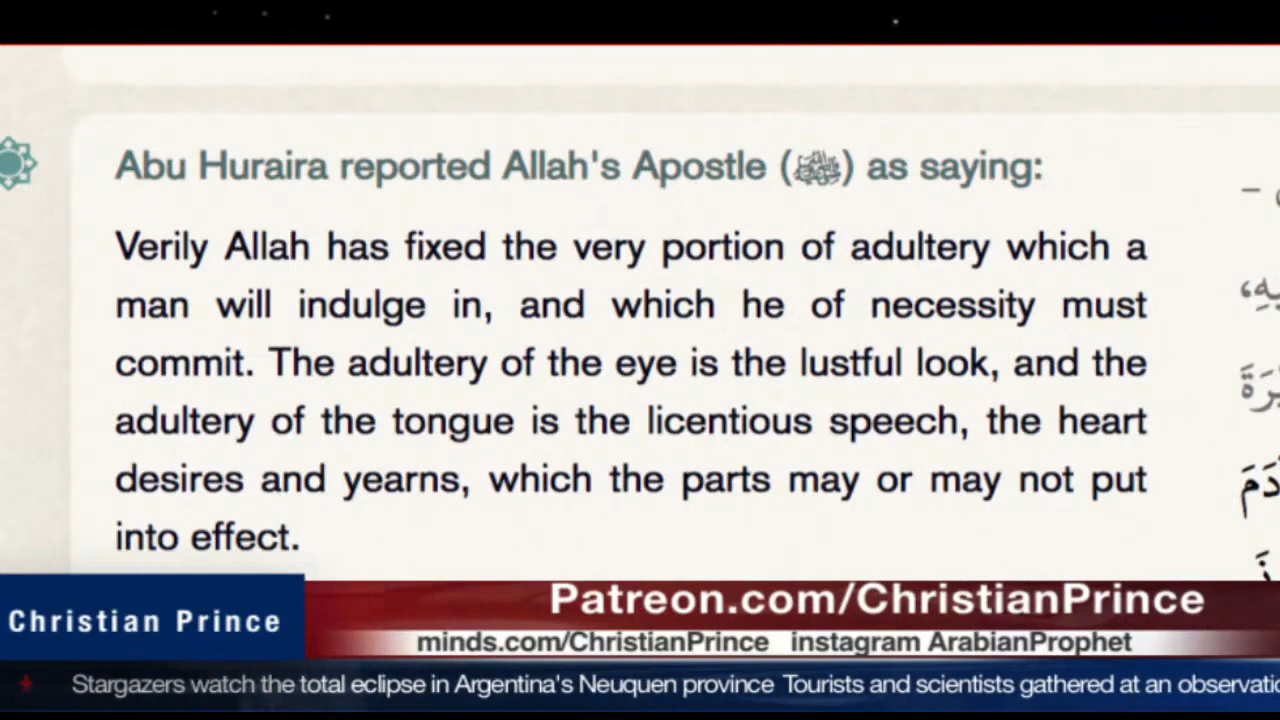 Abu Huraira reported Allah's Apostle (ﷺ) as saying:
Verily Allah has fixed the very portion of adultery which a
man will indulge in, and which he of necessity must
commit. The adultery of the eye is the lustful look, and the
adultery of the tongue is the licentious speech, the heart
desires and yearns, which the parts may or may not put
into effect.
Christian Prince
Patreon.com/ChristianPrince
minds.com/ChristianPrince instagram ArabianProphet
Stargazers watch the total eclipse in Argentina's Neuquen province Tourists and scientists gathered at an